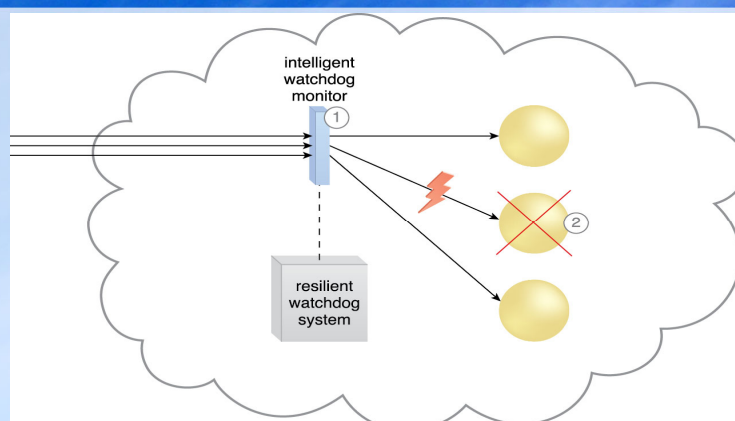 intelligent
watchdog
monitor
1
2
resilient
watchdog
system